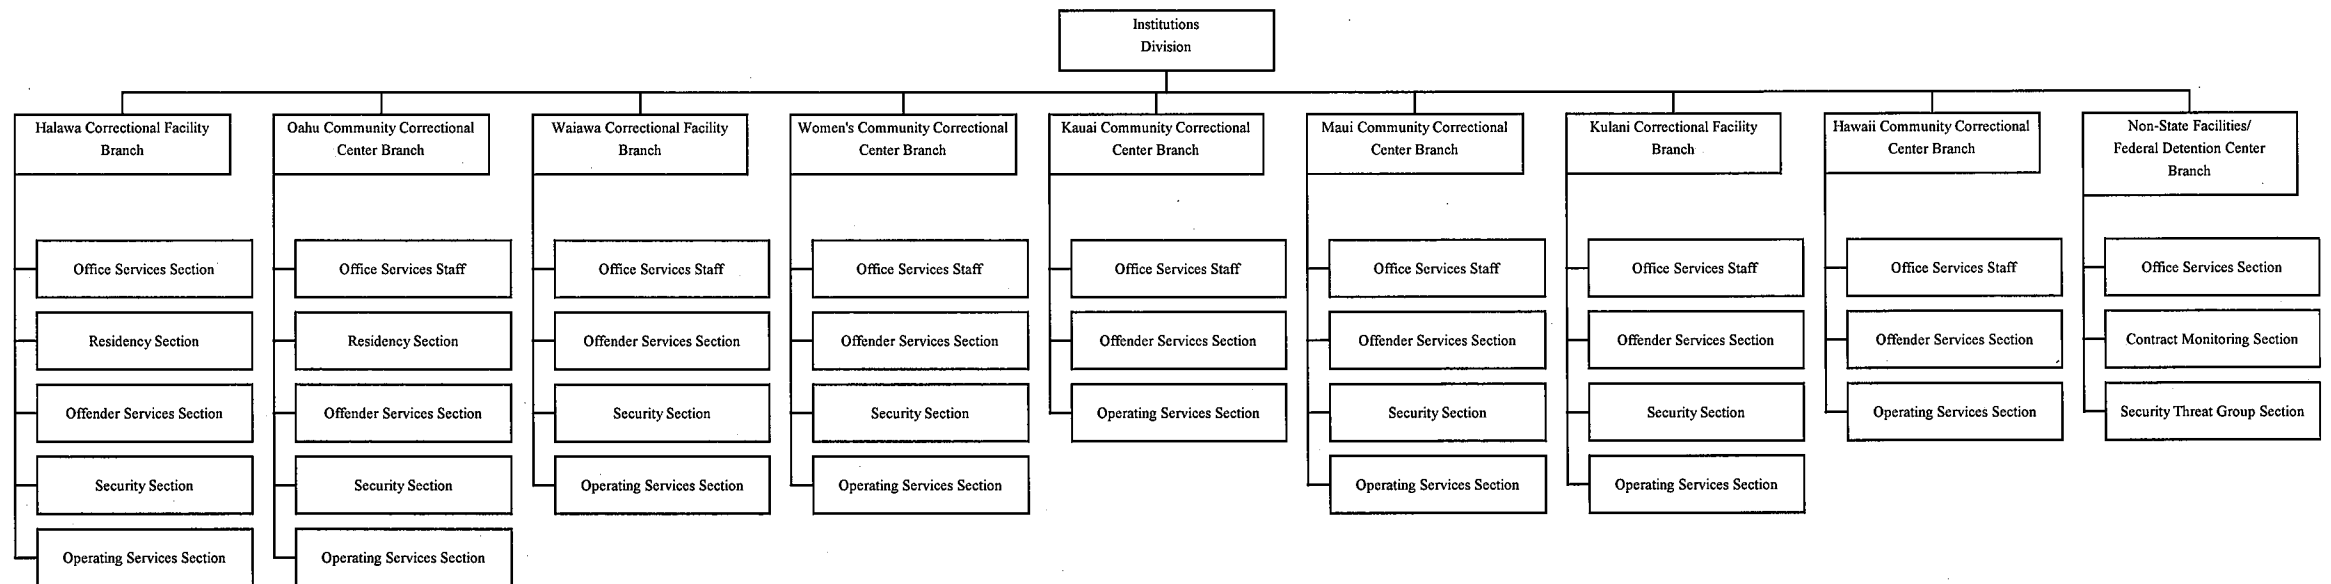 Institutions
Division
Halawa Correctional Facility
Branch
Oahu Community Correctional
Center Branch
Waiawa Correctional Facility
Branch
Women's Community Correctional
Center Branch
Kauai Community Correctional
Center Branch
Maui Community Correctional
Center Branch
Kulani Correctional Facility
Branch
Hawaii Community Correctional
Center Branch
Non-State Facilities/
Federal Detention Center
Branch
Office Services Section
Residency Section
Offender Services Section
Security Section
Operating Services Section
Office Services Staff
Residency Section
Offender Services Section
Security Section
Operating Services Section
Office Services Staff
Offender Services Section
Security Section
Operating Services Section
Office Services Staff
Offender Services Section
Security Section
Operating Services Section
Office Services Staff
Offender Services Section
Operating Services Section
Office Services Staff
Offender Services Section
Security Section
Operating Services Section
Office Services Staff
Offender Services Section
Security Section
Operating Services Section
Office Services Staff
Offender Services Section
Operating Services Section
Office Services Section
Contract Monitoring Section
Security Threat Group Section